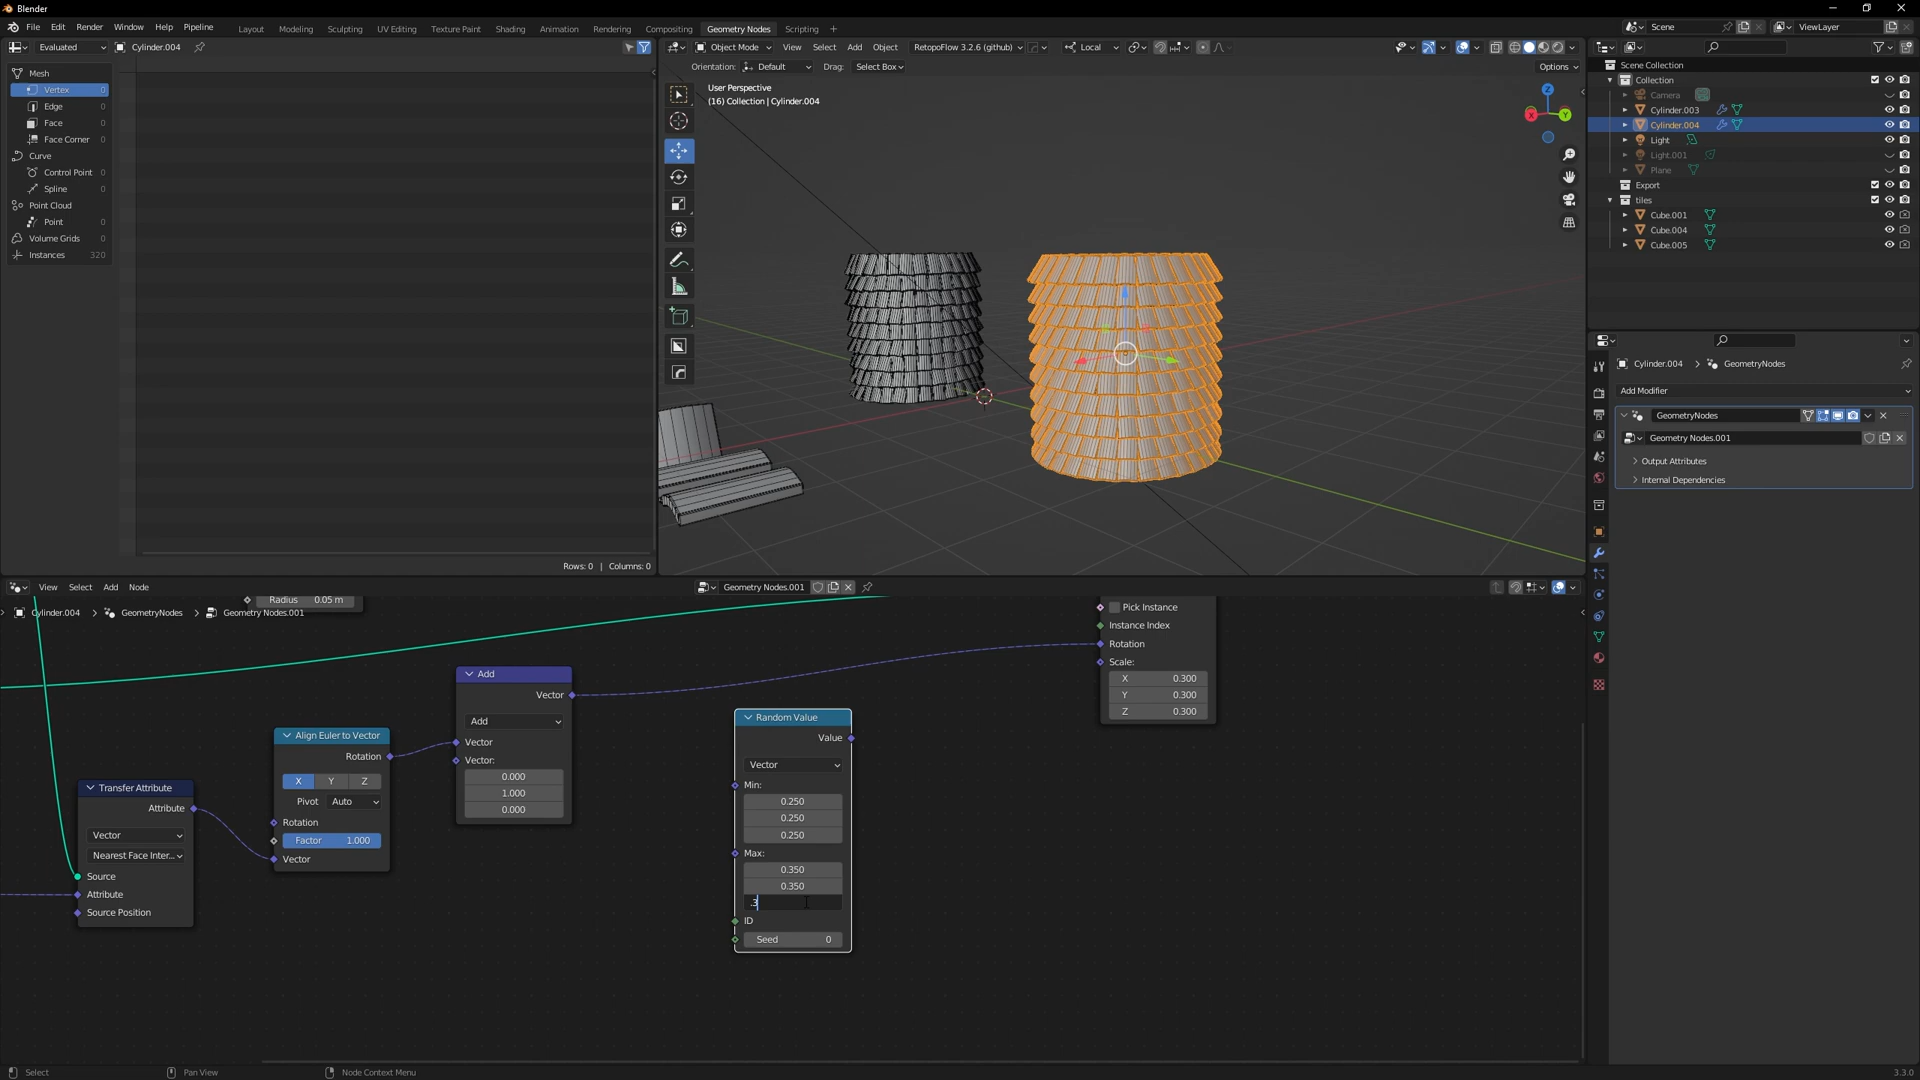 Blender
File Edit Render Window Help Pipeline
Layout Modeling Sculpting UV Editing Texture Paint Shading Animation Rendering Compositing Geometry Nodes Scripting +
Scene
ViewLayer
Evaluated
Cylinder.004
Mesh
Vertex 0
Edge 0
Face 0
Face Corner 0
Curve
Control Point 0
Spline 0
Point Cloud
Point 0
Volume Grids 0
Instances 320
Rows: 0 | Columns: 0
Object Mode View Select Add Object RetopoFlow 3.2.6 (github) Local
Orientation: Default Drag: Select Box
Options
User Perspective
(16) Collection | Cylinder.004
Z
X
Y
Scene Collection
Collection
Camera
Cylinder.003
Cylinder.004
Light
Light.001
Plane
Export
tiles
Cube.001
Cube.004
Cube.005
Cylinder.004 > GeometryNodes
Add Modifier
GeometryNodes
Geometry Nodes.001
Output Attributes
Internal Dependencies
View Select Add Node
Geometry Nodes.001
Radius 0.05 m
Cylinder.004 > GeometryNodes > Geometry Nodes.001
Transfer Attribute
Attribute
Vector
Nearest Face Inter...
Source
Attribute
Source Position
Align Euler to Vector
Rotation
X Y Z
Pivot Auto
Rotation
Factor 1.000
Vector
Add
Vector
Add
Vector
Vector:
0.000
1.000
0.000
Random Value
Value
Vector
Min:
0.250
0.250
0.250
Max:
0.350
0.350
.3
ID
Seed 0
Pick Instance
Instance Index
Rotation
Scale:
X 0.300
Y 0.300
Z 0.300
Select
Pan View
Node Context Menu
3.3.0